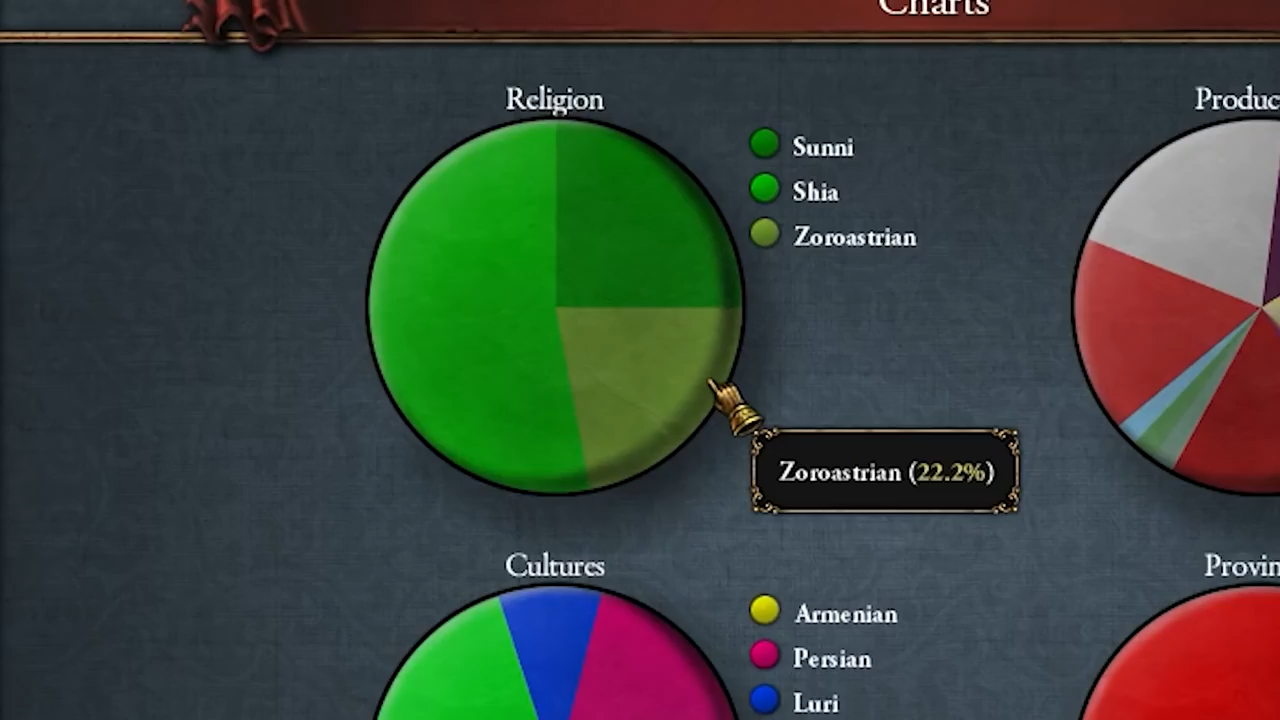 Charts
Religion
Sunni
Shia
Zoroastrian
Zoroastrian (22.2%)
Cultures
Armenian
Persian
Luri